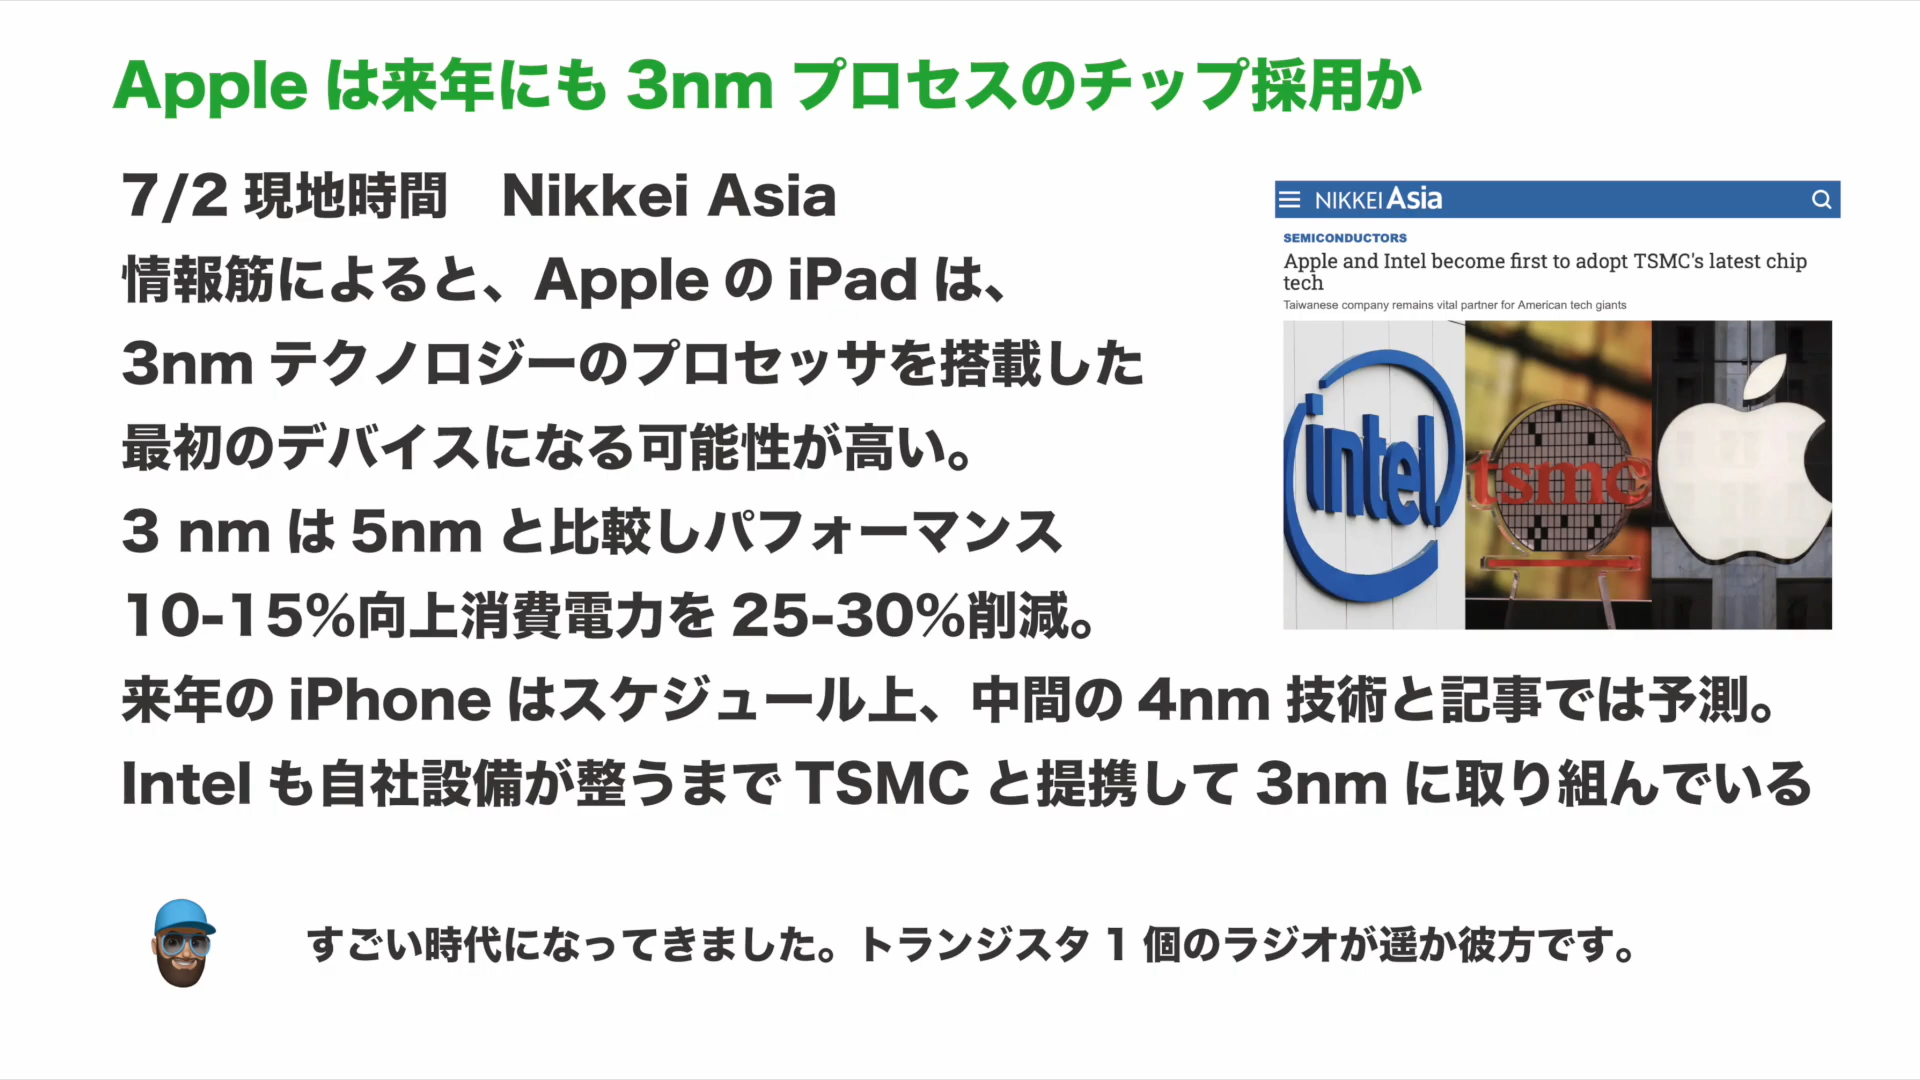 Apple は来年にも 3nm プロセスのチップ採用か
7/2 現地時間　Nikkei Asia
情報筋によると、Apple の iPad は、
3nm テクノロジーのプロセッサを搭載した
最初のデバイスになる可能性が高い。
3 nm は 5nm と比較しパフォーマンス
10-15%向上消費電力を 25-30%削減。
来年の iPhone はスケジュール上、中間の 4nm 技術と記事では予測。
Intel も自社設備が整うまで TSMC と提携して 3nm に取り組んでいる
NIKKEI Asia
SEMICONDUCTORS
Apple and Intel become first to adopt TSMC's latest chip
tech
Taiwanese company remains vital partner for American tech giants
intel
tsmc
すごい時代になってきました。トランジスタ 1 個のラジオが遥か彼方です。